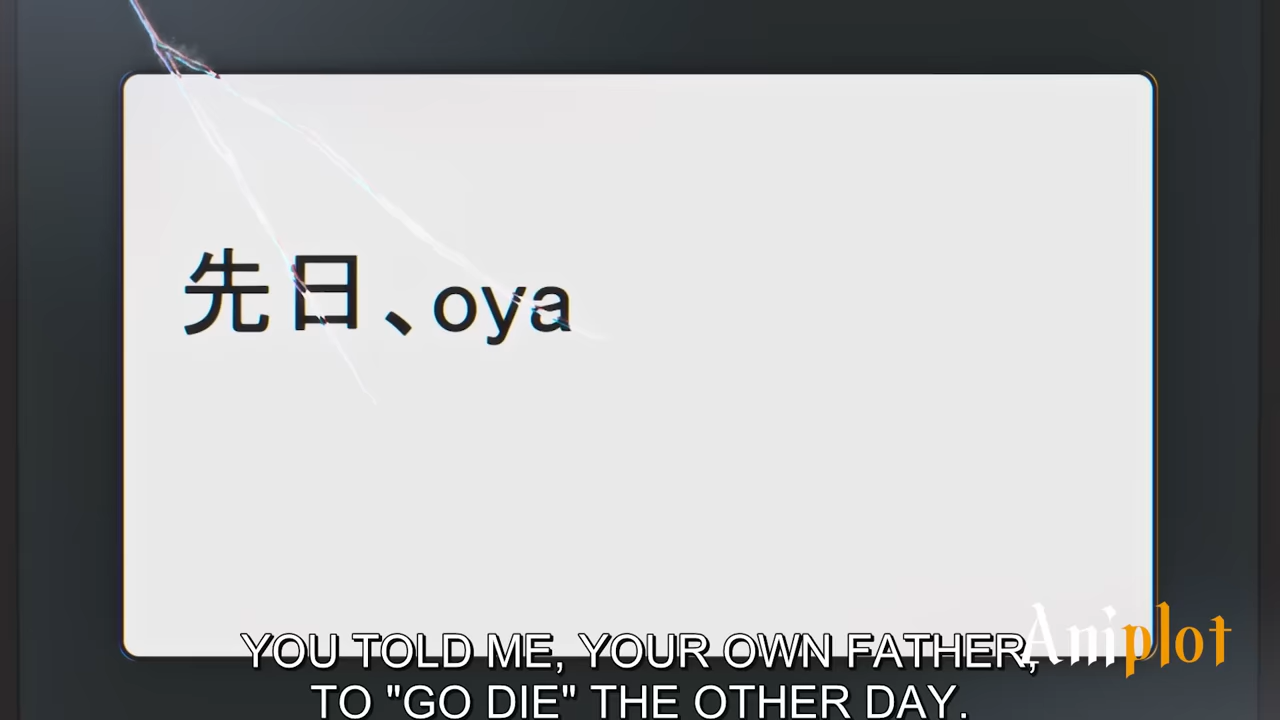 先日、oya
Aniplot
YOU TOLD ME, YOUR OWN FATHER,
TO "GO DIE" THE OTHER DAY.